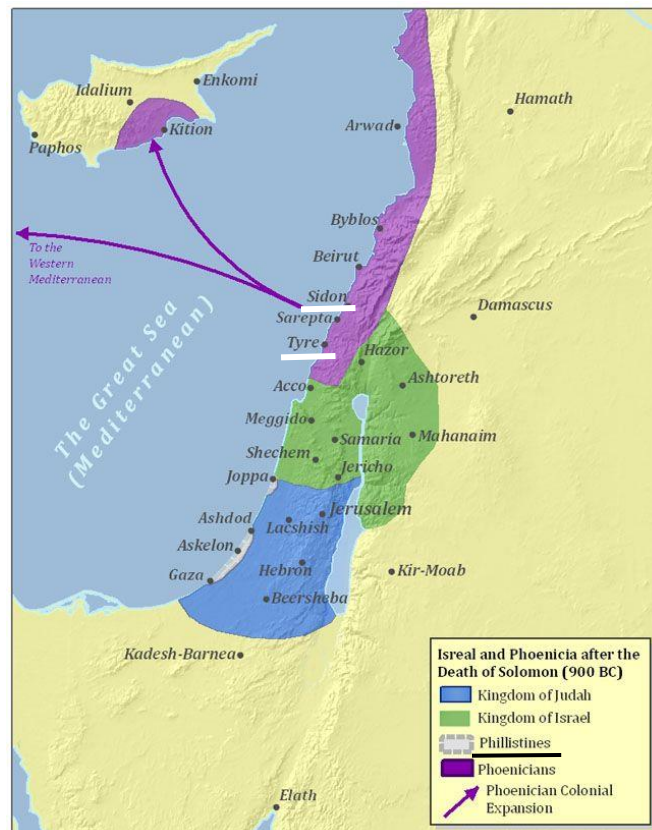 Enkomi
Idalium
Hamath
Arwad
Kition
Paphos
Byblos
To the
Western
Mediterranean
Beirut
Sidon
Damascus
Sarepta
Tyre
Hazor
The Great Sea
(Mediterranean)
Acco
Ashtoreth
Meggido
Samaria
Mahanaim
Shechem
Joppa
Jericho
Jerusalem
Ashdod
Lacshish
Askelon
Hebron
Kir-Moab
Gaza
Beersheba
Kadesh-Barnea
Elath
Isreal and Phoenicia after the
Death of Solomon (900 BC)
Kingdom of Judah
Kingdom of Israel
Phillistines
Phoenicians
Phoenician Colonial
Expansion